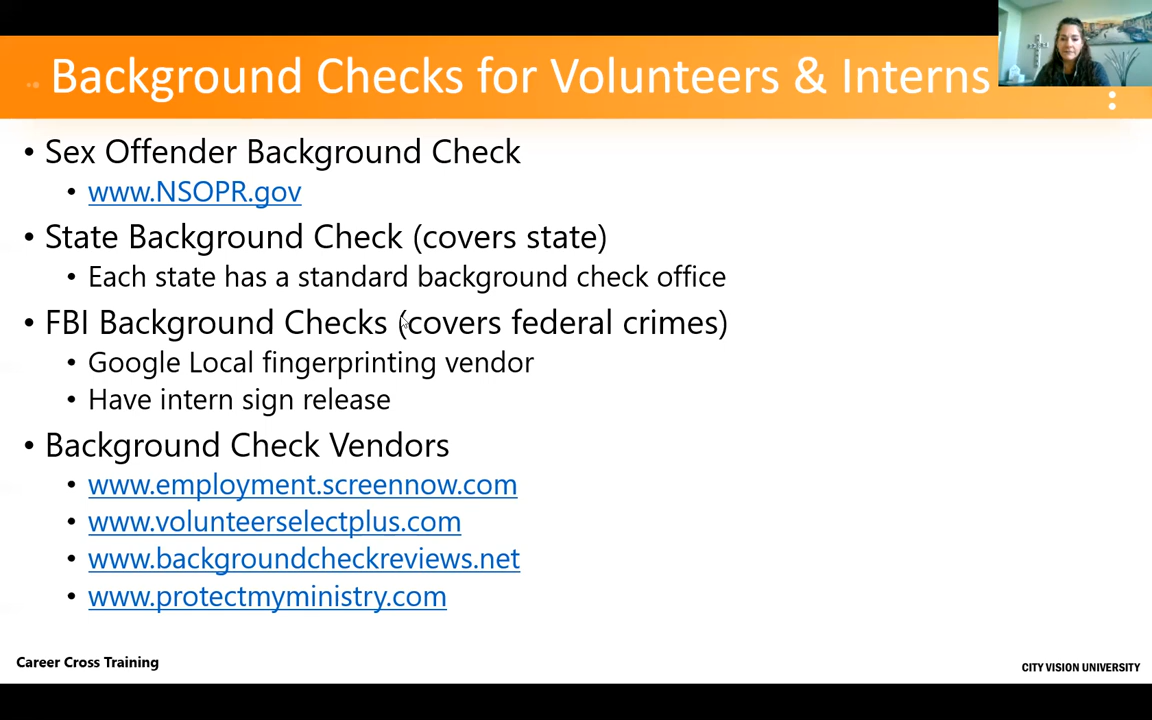 Background Checks for Volunteers & Interns
• Sex Offender Background Check
• www.NSOPR.gov
• State Background Check (covers state)
• Each state has a standard background check office
• FBI Background Checks (covers federal crimes)
• Google Local fingerprinting vendor
• Have intern sign release
• Background Check Vendors
• www.employment.screennow.com
• www.volunteerselectplus.com
• www.backgroundcheckreviews.net
• www.protectmyministry.com
Career Cross Training
CITY VISION UNIVERSITY